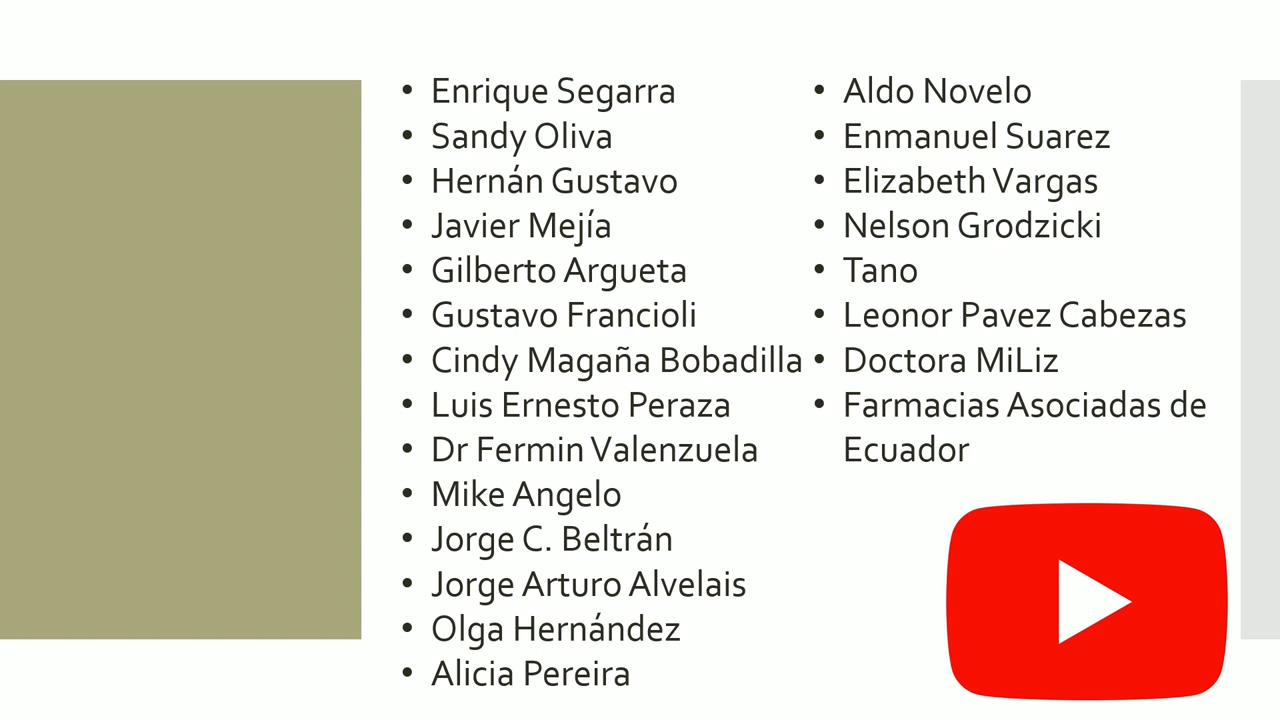 • Enrique Segarra
• Sandy Oliva
• Hernán Gustavo
• Javier Mejía
• Gilberto Argueta
• Gustavo Francioli
• Cindy Magaña Bobadilla
• Luis Ernesto Peraza
• Dr Fermin Valenzuela
• Mike Angelo
• Jorge C. Beltrán
• Jorge Arturo Alvelais
• Olga Hernández
• Alicia Pereira
• Aldo Novelo
• Enmanuel Suarez
• Elizabeth Vargas
• Nelson Grodzicki
• Tano
• Leonor Pavez Cabezas
• Doctora MiLiz
• Farmacias Asociadas de
Ecuador